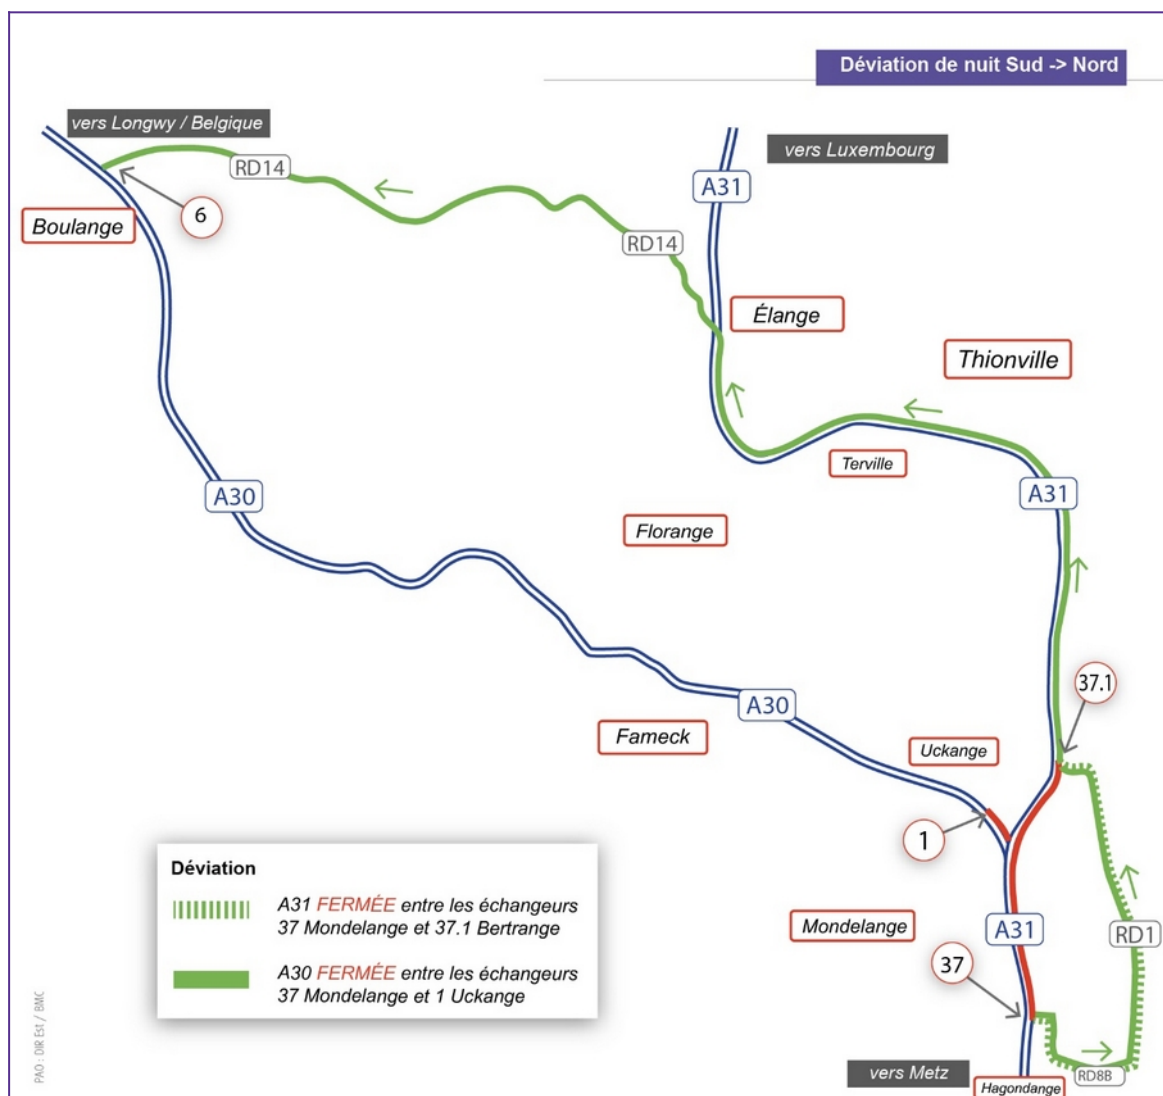 Déviation de nuit Sud -> Nord
vers Longwy / Belgique
vers Luxembourg
RD14
A31
6
Boulange
RD14
Élange
Thionville
Terville
A30
A31
Florange
37.1
A30
Fameck
Uckange
1
Déviation
A31 FERMÉE entre les échangeurs
37 Mondelange et 37.1 Bertrange
A30 FERMÉE entre les échangeurs
37 Mondelange et 1 Uckange
Mondelange
A31
RD1
37
vers Metz
RD8B
Hagondange
PAO : DIR Est / BMC